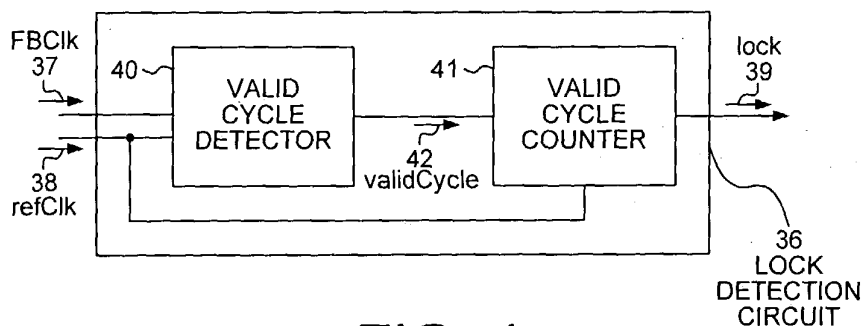 FBClk
37
38
refClk
40
VALID
CYCLE
DETECTOR
42
validCycle
41
VALID
CYCLE
COUNTER
lock
39
36
LOCK
DETECTION
CIRCUIT